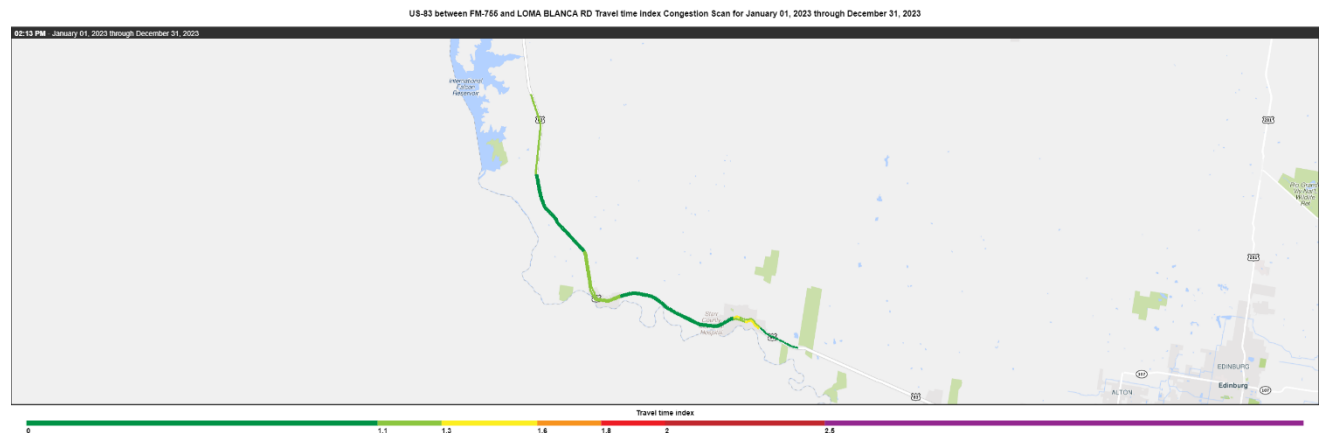 US-83 between FM-755 and LOMA BLANCA RD Travel time index Congestion Scan for January 01, 2023 through December 31, 2023
02:13 PM - January 01, 2023 through December 31, 2023
International
Falcon
Reservoir
EDINBURG
Edinburg
ALTON
107
Travel time index
0
1.1
1.3
1.6
1.8
2
2.5